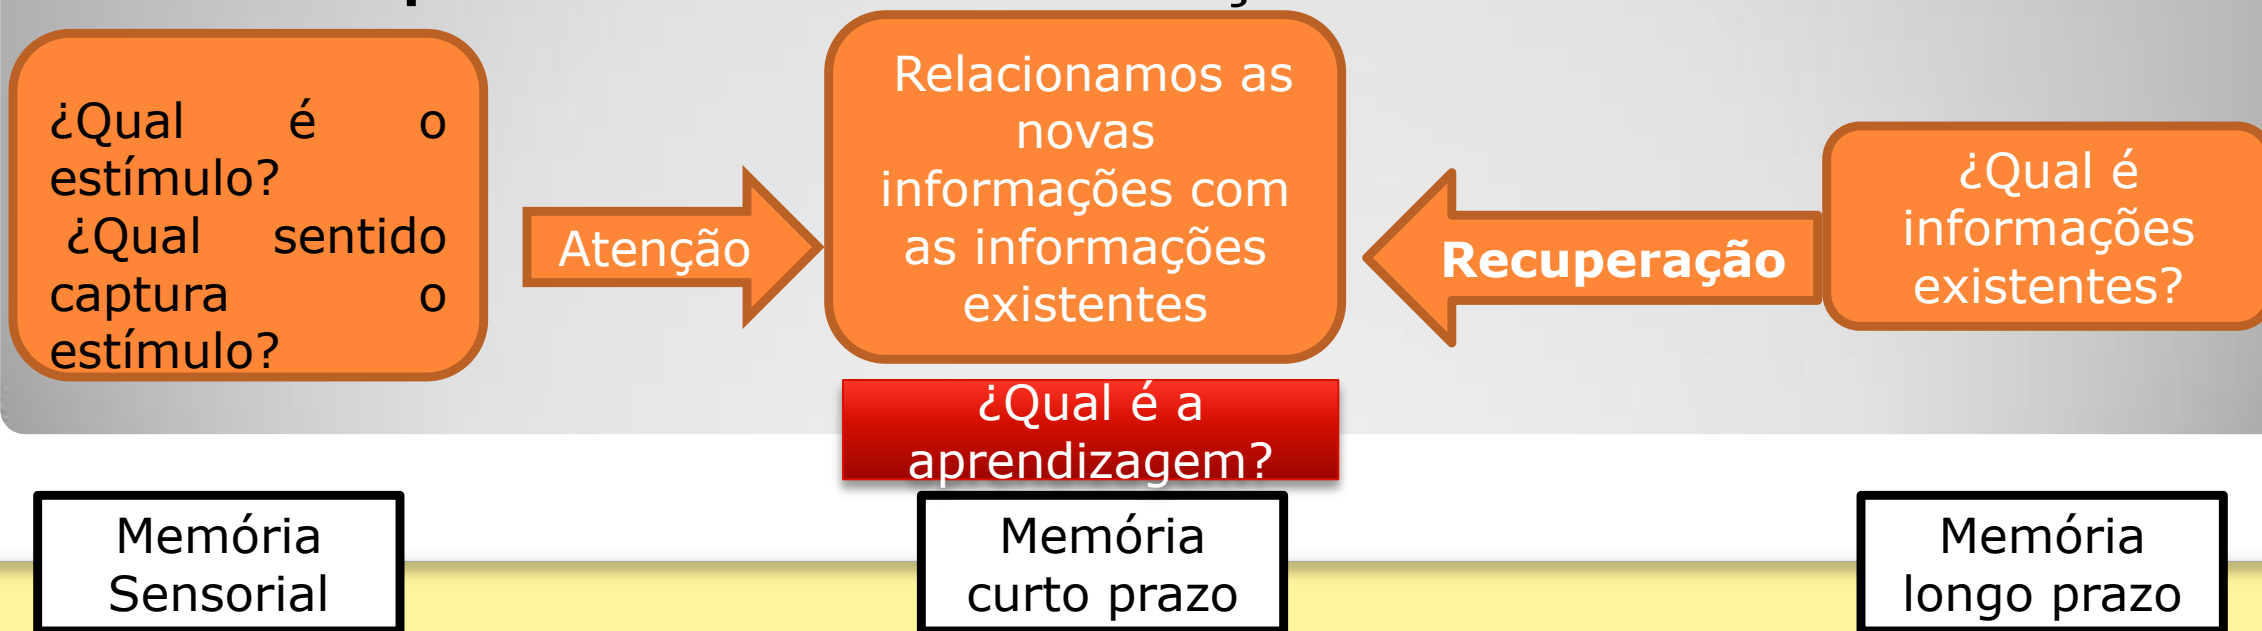 ¿Qual é o
estímulo?
¿Qual sentido
captura o
estímulo?
Atenção
Relacionamos as
novas
informações com
as informações
existentes
Recuperação
¿Qual é
informações
existentes?
¿Qual é a
aprendizagem?
Memória
Sensorial
Memória
curto prazo
Memória
longo prazo